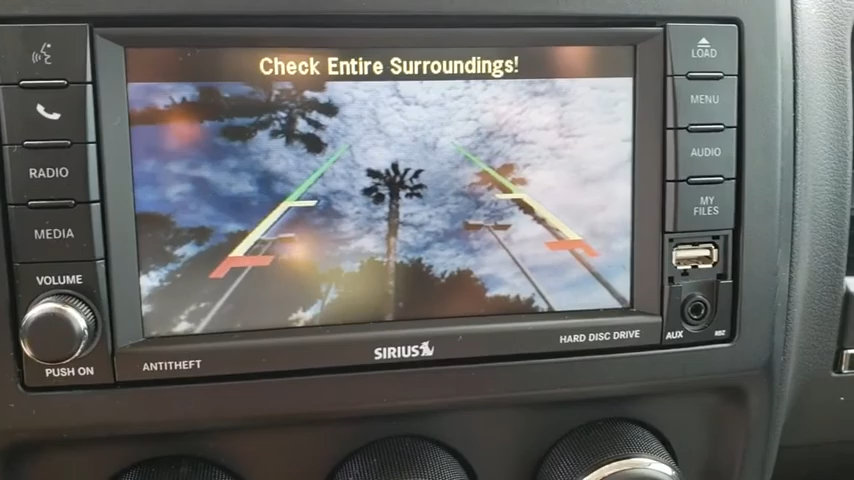 Check Entire Surroundings!
LOAD
MENU
RADIO
AUDIO
MEDIA
MY
FILES
VOLUME
PUSH ON
ANTITHEFT
SIRIUS
HARD DISC DRIVE
AUX